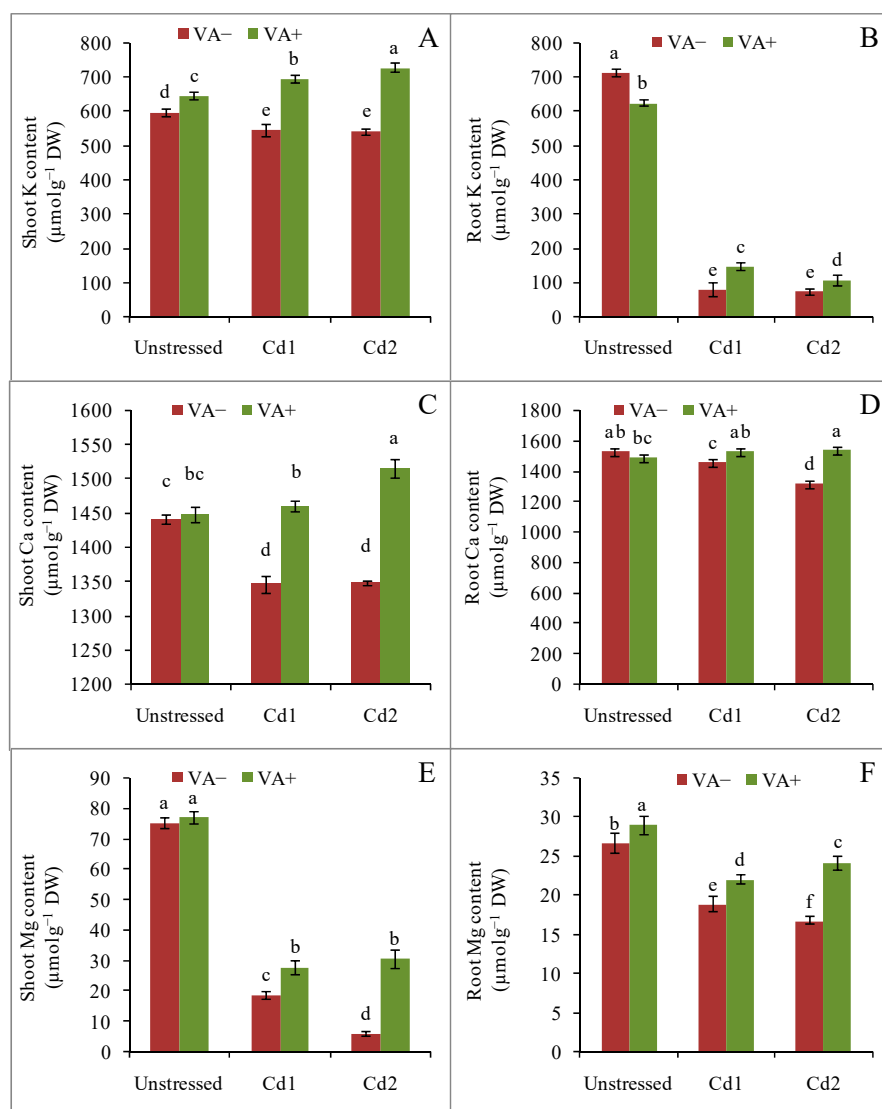 VA− VA+ A
Shoot K content
(µmolg⁻¹ DW)
800
700
600
500
400
300
200
100
0
d c e b e a
Unstressed Cd1 Cd2
VA− VA+ B
Root K content
(µmolg⁻¹ DW)
800
700
600
500
400
300
200
100
0
a b e c e d
Unstressed Cd1 Cd2
VA− VA+ C
Shoot Ca content
(µmolg⁻¹ DW)
1600
1550
1500
1450
1400
1350
1300
1250
1200
c bc d b d a
Unstressed Cd1 Cd2
VA− VA+ D
Root Ca content
(µmolg⁻¹ DW)
1800
1600
1400
1200
1000
800
600
400
200
0
ab bc c ab d a
Unstressed Cd1 Cd2
VA− VA+ E
Shoot Mg content
(µmolg⁻¹ DW)
90
80
70
60
50
40
30
20
10
0
a a c b d b
Unstressed Cd1 Cd2
VA− VA+ F
Root Mg content
(µmolg⁻¹ DW)
35
30
25
20
15
10
5
0
b a e d f c
Unstressed Cd1 Cd2